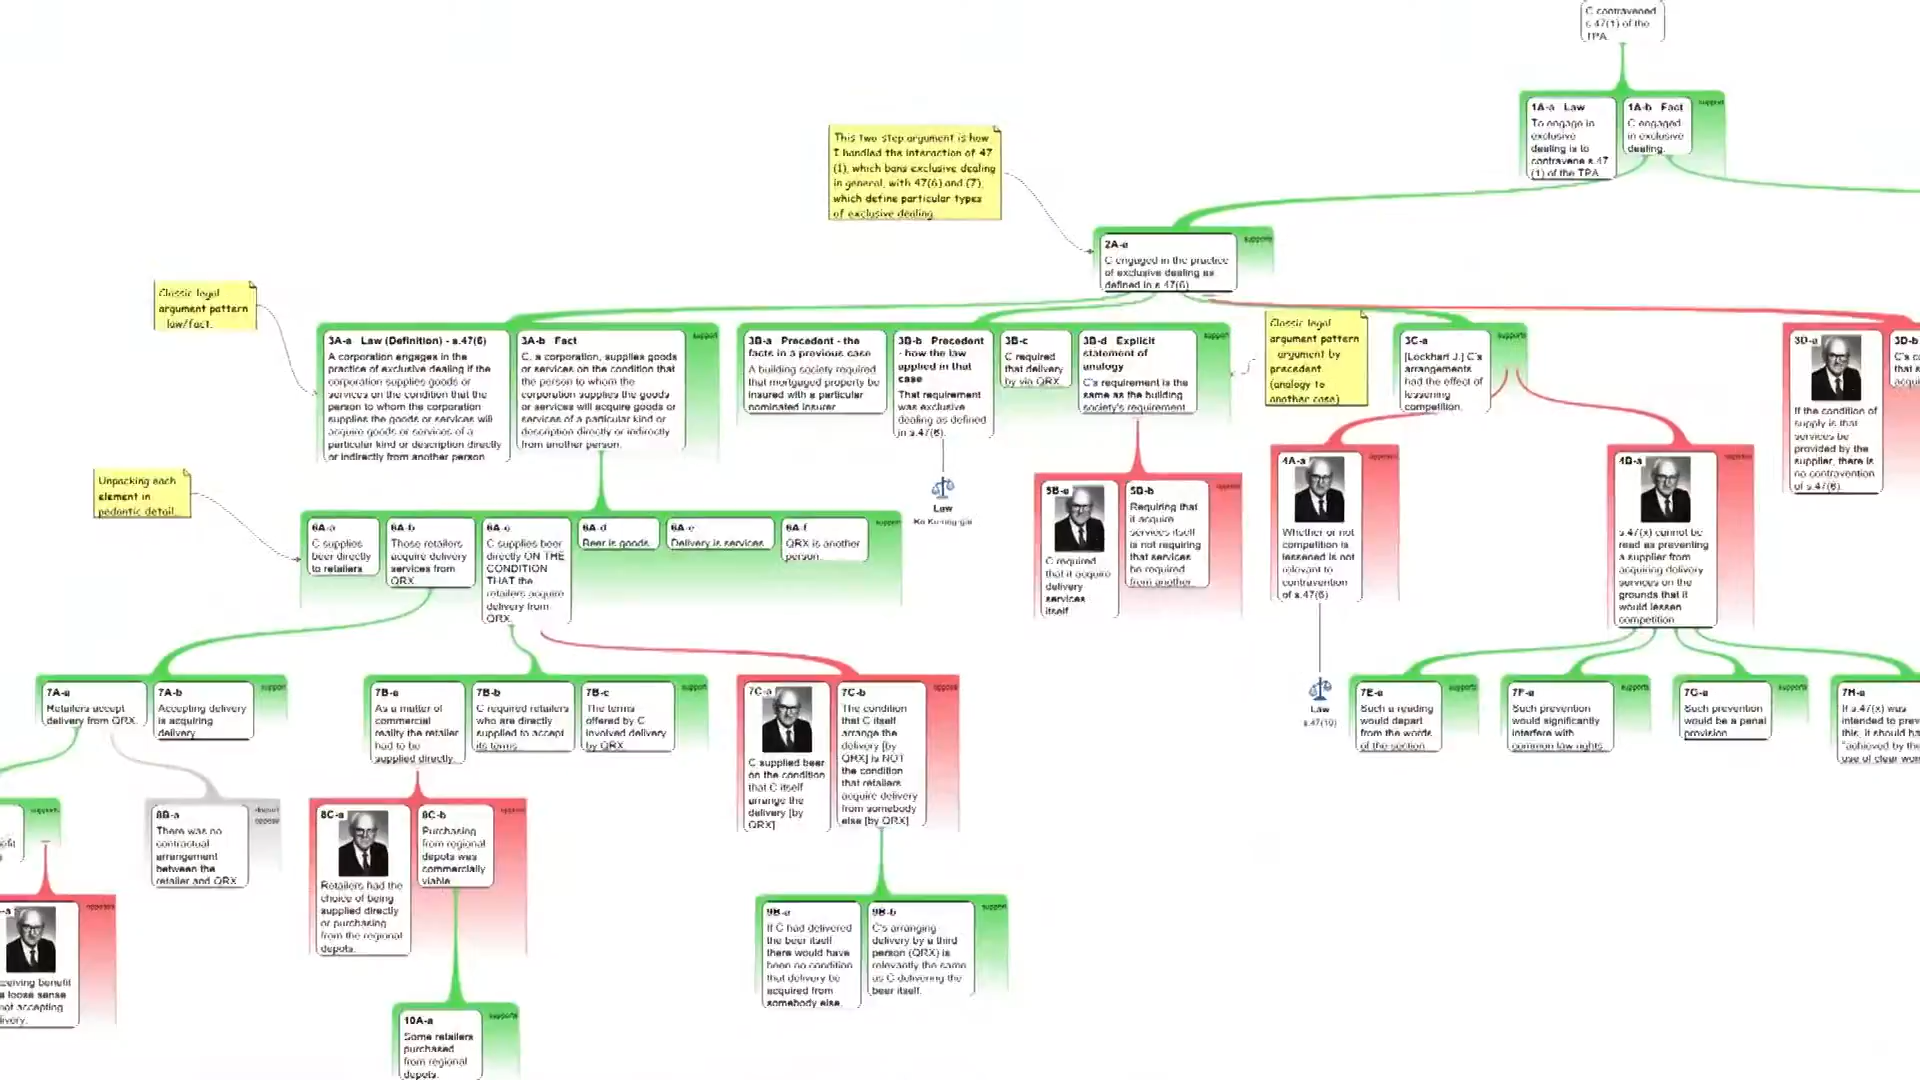 C contravened
s.47(1) of the
TPA.
1A-a Law
To engage in
exclusive
dealing is to
contravene s.47
(1) of the TPA.
1A-b Fact
C engaged
in exclusive
dealing.
support
This two step argument is how
I handled the interaction of 47
(1), which bans exclusive dealing
in general, with 47(6) and (7),
which define particular types
of exclusive dealing.
2A-a
C engaged in the practice
of exclusive dealing as
defined in s.47(6)
supports
Classic legal
argument pattern
law/fact.
3A-a Law (Definition) - s.47(6)
A corporation engages in the
practice of exclusive dealing if the
corporation supplies goods or
services on the condition that the
person to whom the corporation
supplies the goods or services will
acquire goods or services of a
particular kind or description directly
or indirectly from another person.
3A-b Fact
C, a corporation, supplies goods
or services on the condition that
the person to whom the
corporation supplies the goods
or services will acquire goods or
services of a particular kind or
description directly or indirectly
from another person.
support
3B-a Precedent - the
facts in a previous case
A building society required
that mortgaged property be
insured with a particular
nominated insurer
3B-b Precedent
- how the law
applied in that
case
That requirement
was exclusive
dealing as defined
in s.47(6).
3B-c
C required
that delivery
be via QRX
3B-d Explicit
statement of
analogy
C's requirement is the
same as the building
society's requirement
support
Classic legal
argument pattern
- argument by
precedent
(analogy to
another case)
3C-a
[Lockhart J.] C's
arrangements
had the effect of
lessening
competition.
supports
3D-a
If the condition of
supply is that
services be
provided by the
supplier, there is
no contravention
of s.47(6).
3D-b
C's co
that s
acqui
Law
Unpacking each
element in
pedantic detail...
6A-a
C supplies
beer directly
to retailers
6A-b
Those retailers
acquire delivery
services from
QRX
6A-c
C supplies beer
directly ON THE
CONDITION
THAT the
retailers acquire
delivery from
QRX.
6A-d
Beer is goods.
6A-e
Delivery is services.
6A-f
QRX is another
person.
support
5B-a
C required
that it acquire
delivery
services
itself
5B-b
Requiring that
it acquire
services itself
is not requiring
that services
be required
from another
opposes
4A-a
Whether or not
competition is
lessened is not
relevant to
contravention
of s.47(6)
opposes
Law
s.47(10)
4B-a
s.47(x) cannot be
read as preventing
a supplier from
acquiring delivery
services on the
grounds that it
would lessen
competition
opposes
7A-a
Retailers accept
delivery from QRX.
7A-b
Accepting delivery
is acquiring
delivery
support
7B-a
As a matter of
commercial
reality the retailer
had to be
supplied directly.
7B-b
C required retailers
who are directly
supplied to accept
its terms
7B-c
The terms
offered by C
involved delivery
by QRX
support
7C-a
C supplied beer
on the condition
that C itself
arrange the
delivery [by
QRX]
7C-b
The condition
that C itself
arrange the
delivery [by
QRX] is NOT
the condition
that retailers
acquire delivery
from somebody
else [by QRX]
oppose
7E-a
Such a reading
would depart
from the words
of the section
supports
7F-a
Such prevention
would significantly
interfere with
common law rights
supports
7G-a
Such prevention
would be a penal
provision
supports
7H-a
If s.47(x) was
intended to prev
this, it should ha
"achieved by the
use of clear wor
supports
8B-a
There was no
contractual
arrangement
between the
retailer and QRX
oppose
8C-a
Retailers had the
choice of being
supplied directly
or purchasing
from the regional
depots.
8C-b
Purchasing
from regional
depots was
commercially
viable
oppose
9B-a
If C had delivered
the beer itself
there would have
been no condition
that delivery be
acquired from
somebody else.
9B-b
C's arranging
delivery by a third
person (QRX) is
relevantly the same
as C delivering the
beer itself.
support
-a
ceiving benefit
a loose sense
not accepting
livery.
opposes
10A-a
Some retailers
purchased
from regional
depots.
supports